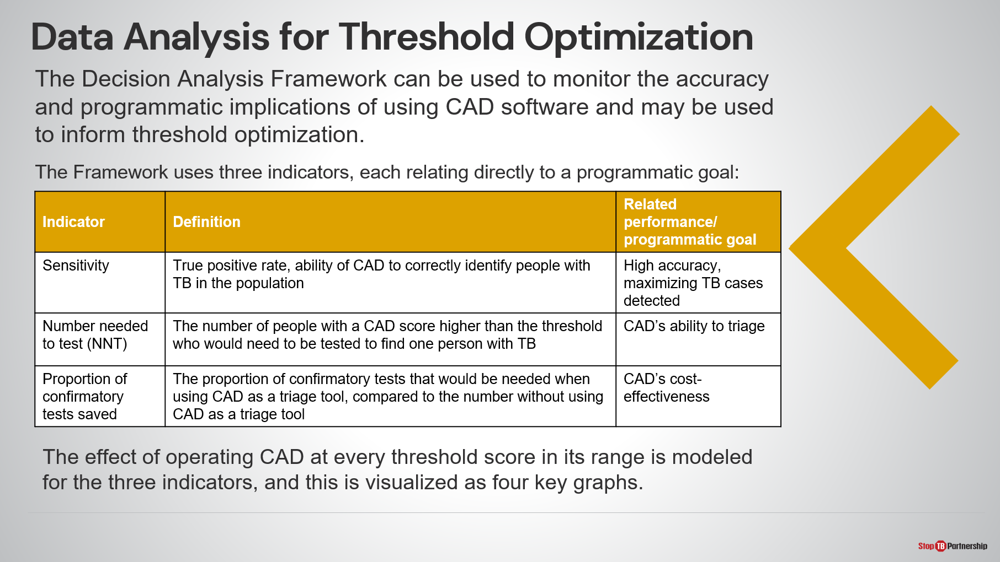 Data Analysis for Threshold Optimization
The Decision Analysis Framework can be used to monitor the accuracy
and programmatic implications of using CAD software and may be used
to inform threshold optimization.
The Framework uses three indicators, each relating directly to a programmatic goal:
Indicator
Definition
Related
performance/
programmatic goal
Sensitivity
True positive rate, ability of CAD to correctly identify people with
TB in the population
High accuracy,
maximizing TB cases
detected
Number needed
to test (NNT)
The number of people with a CAD score higher than the threshold
who would need to be tested to find one person with TB
CAD’s ability to triage
Proportion of
confirmatory
tests saved
The proportion of confirmatory tests that would be needed when
using CAD as a triage tool, compared to the number without using
CAD as a triage tool
CAD’s cost-
effectiveness
The effect of operating CAD at every threshold score in its range is modeled
for the three indicators, and this is visualized as four key graphs.
Stop TB Partnership